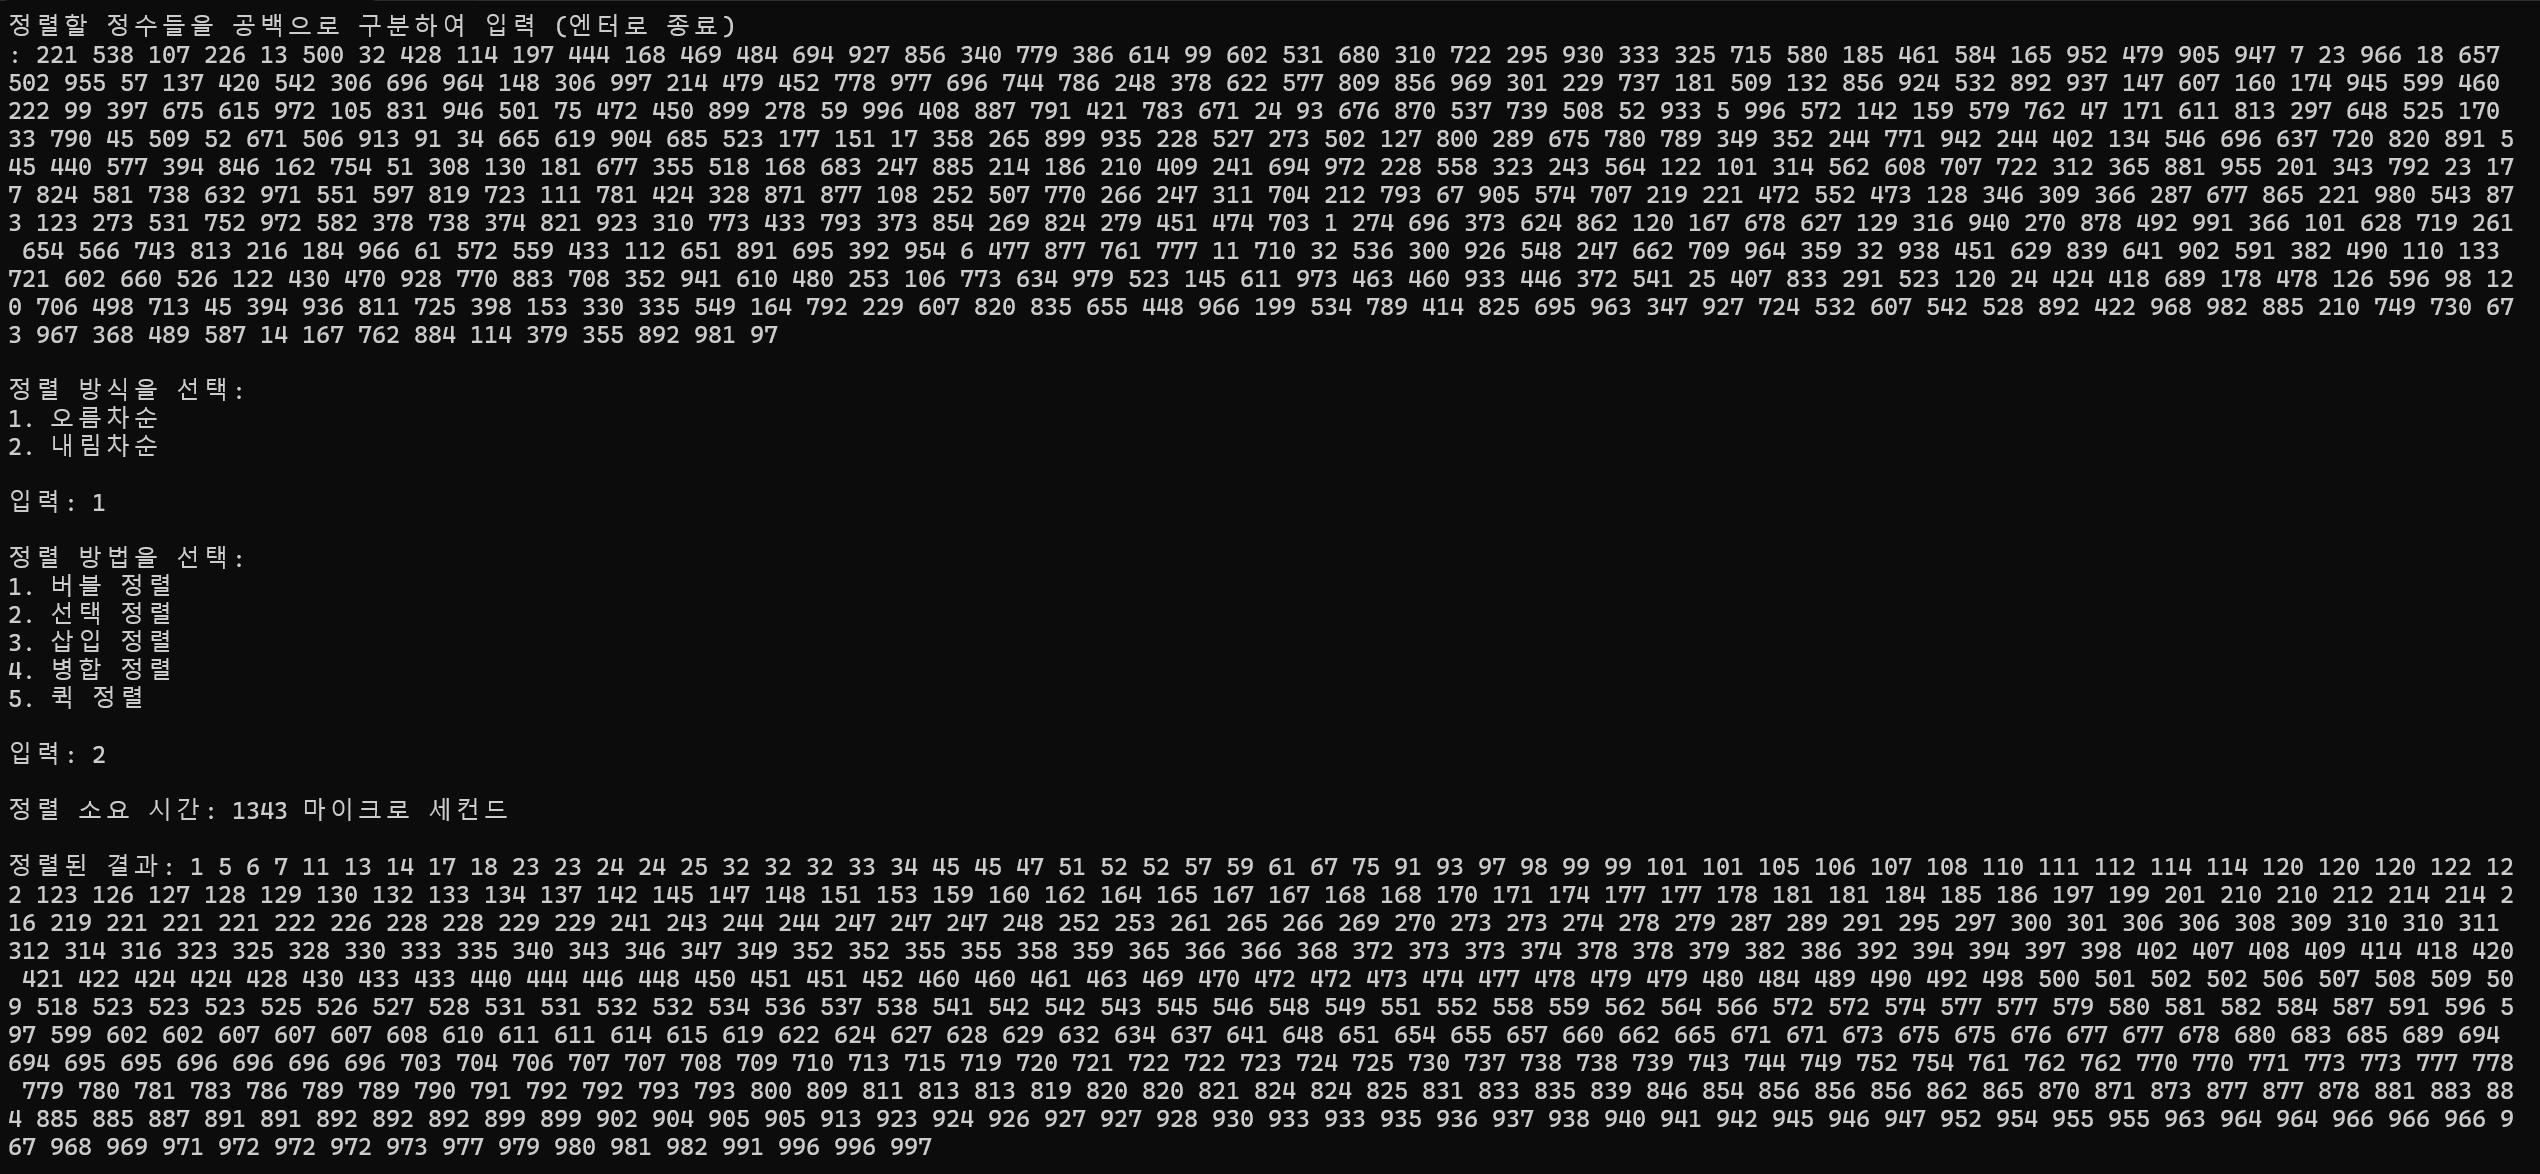 정렬할 정수들을 공백으로 구분하여 입력 (엔터로 종료)
: 221 538 107 226 13 500 32 428 114 197 444 168 469 484 694 927 856 340 779 386 614 99 602 531 680 310 722 295 930 333 325 715 580 185 461 584 165 952 479 905 947 7 23 966 18 657
502 955 57 137 420 542 306 696 964 148 306 997 214 479 452 778 977 696 744 786 248 378 622 577 809 856 969 301 229 737 181 509 132 856 924 532 892 937 147 607 160 174 945 599 460
222 99 397 675 615 972 105 831 946 501 75 472 450 899 278 59 996 408 887 791 421 783 671 24 93 676 870 537 739 508 52 933 5 996 572 142 159 579 762 47 171 611 813 297 648 525 170
33 790 45 509 52 671 506 913 91 34 665 619 904 685 523 177 151 17 358 265 899 935 228 527 273 502 127 800 289 675 780 789 349 352 244 771 942 244 402 134 546 696 637 720 820 891 5
45 440 577 394 846 162 754 51 308 130 181 677 355 518 168 683 247 885 214 186 210 409 241 694 972 228 558 323 243 564 122 101 314 562 608 707 722 312 365 881 955 201 343 792 23 17
7 824 581 738 632 971 551 597 819 723 111 781 424 328 871 877 108 252 507 770 266 247 311 704 212 793 67 905 574 707 219 221 472 552 473 128 346 309 366 287 677 865 221 980 543 87
3 123 273 531 752 972 582 378 738 374 821 923 310 773 433 793 373 854 269 824 279 451 474 703 1 274 696 373 624 862 120 167 678 627 129 316 940 270 878 492 991 366 101 628 719 261
654 566 743 813 216 184 966 61 572 559 433 112 651 891 695 392 954 6 477 877 761 777 11 710 32 536 300 926 548 247 662 709 964 359 32 938 451 629 839 641 902 591 382 490 110 133
721 602 660 526 122 430 470 928 770 883 708 352 941 610 480 253 106 773 634 979 523 145 611 973 463 460 933 446 372 541 25 407 833 291 523 120 24 424 418 689 178 478 126 596 98 12
0 706 498 713 45 394 936 811 725 398 153 330 335 549 164 792 229 607 820 835 655 448 966 199 534 789 414 825 695 963 347 927 724 532 607 542 528 892 422 968 982 885 210 749 730 67
3 967 368 489 587 14 167 762 884 114 379 355 892 981 97
정렬 방식을 선택:
1. 오름차순
2. 내림차순
입력: 1
정렬 방법을 선택:
1. 버블 정렬
2. 선택 정렬
3. 삽입 정렬
4. 병합 정렬
5. 퀵 정렬
입력: 2
정렬 소요 시간: 1343 마이크로 세컨드
정렬된 결과: 1 5 6 7 11 13 14 17 18 23 23 24 24 25 32 32 32 33 34 45 45 47 51 52 52 57 59 61 67 75 91 93 97 98 99 99 101 101 105 106 107 108 110 111 112 114 114 120 120 120 122 12
2 123 126 127 128 129 130 132 133 134 137 142 145 147 148 151 153 159 160 162 164 165 167 167 168 168 170 171 174 177 177 178 181 181 184 185 186 197 199 201 210 210 212 214 214 2
16 219 221 221 221 222 226 228 228 229 229 241 243 244 244 247 247 247 248 252 253 261 265 266 269 270 273 273 274 278 279 287 289 291 295 297 300 301 306 306 308 309 310 310 311
312 314 316 323 325 328 330 333 335 340 343 346 347 349 352 352 355 355 358 359 365 366 366 368 372 373 373 374 378 378 379 382 386 392 394 394 397 398 402 407 408 409 414 418 420
421 422 424 424 428 430 433 433 440 444 446 448 450 451 451 452 460 460 461 463 469 470 472 472 473 474 477 478 479 479 480 484 489 490 492 498 500 501 502 502 506 507 508 509 50
9 518 523 523 523 525 526 527 528 531 531 532 532 534 536 537 538 541 542 542 543 545 546 548 549 551 552 558 559 562 564 566 572 572 574 577 577 579 580 581 582 584 587 591 596 5
97 599 602 602 607 607 607 608 610 611 611 614 615 619 622 624 627 628 629 632 634 637 641 648 651 654 655 657 660 662 665 671 671 673 675 675 676 677 677 678 680 683 685 689 694
694 695 695 696 696 696 696 703 704 706 707 707 708 709 710 713 715 719 720 721 722 722 723 724 725 730 737 738 738 739 743 744 749 752 754 761 762 762 770 770 771 773 773 777 778
779 780 781 783 786 789 789 790 791 792 792 793 793 800 809 811 813 813 819 820 820 821 824 824 825 831 833 835 839 846 854 856 856 856 862 865 870 871 873 877 877 878 881 883 88
4 885 885 887 891 891 892 892 892 899 899 902 904 905 905 913 923 924 926 927 927 928 930 933 933 935 936 937 938 940 941 942 945 946 947 952 954 955 955 963 964 964 966 966 966 9
67 968 969 971 972 972 972 973 977 979 980 981 982 991 996 996 997